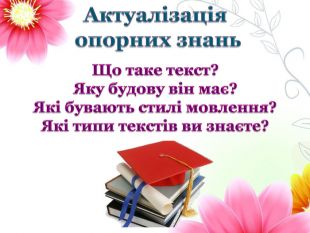 Актуалізація
опорних знань
Що таке текст?
Яку будову він має?
Які бувають стилі мовлення?
Які типи текстів ви знаєте?